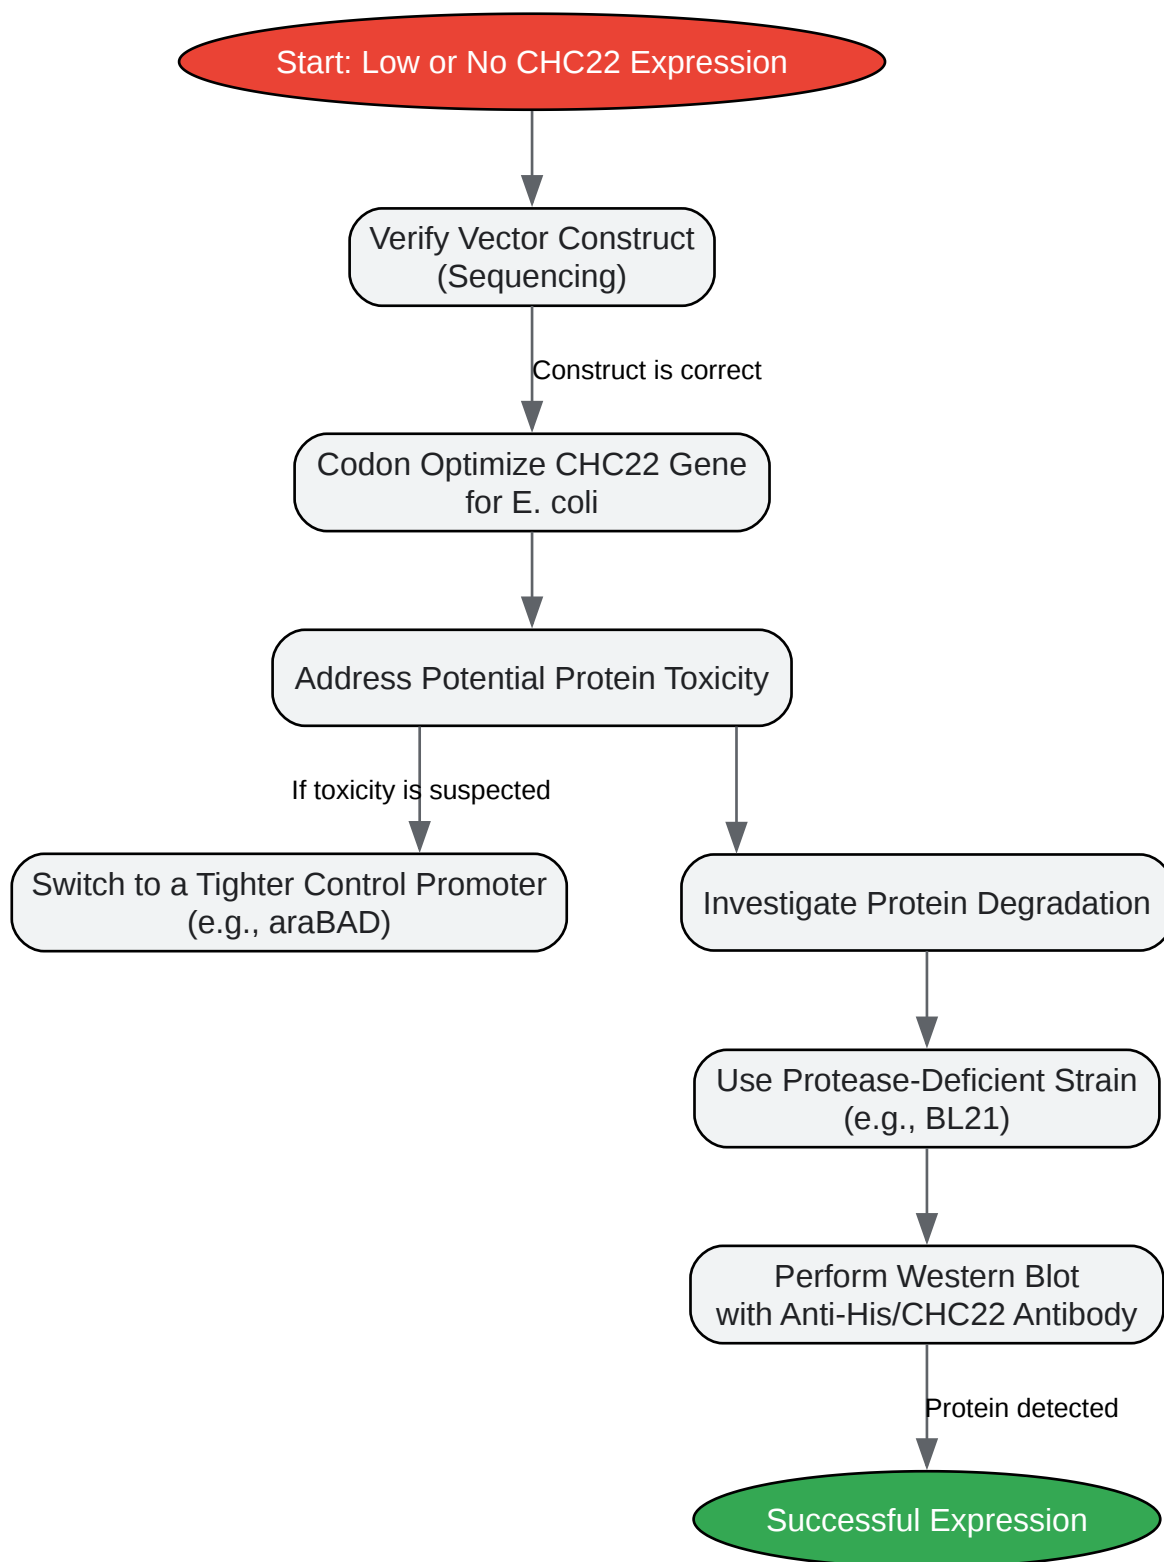 Start: Low or No CHC22 Expression
Verify Vector Construct
(Sequencing)
Construct is correct
Codon Optimize CHC22 Gene
for E. coli
Address Potential Protein Toxicity
If toxicity is suspected
Switch to a Tighter Control Promoter
(e.g., araBAD)
Investigate Protein Degradation
Use Protease-Deficient Strain
(e.g., BL21)
Perform Western Blot
with Anti-His/CHC22 Antibody
Protein detected
Successful Expression